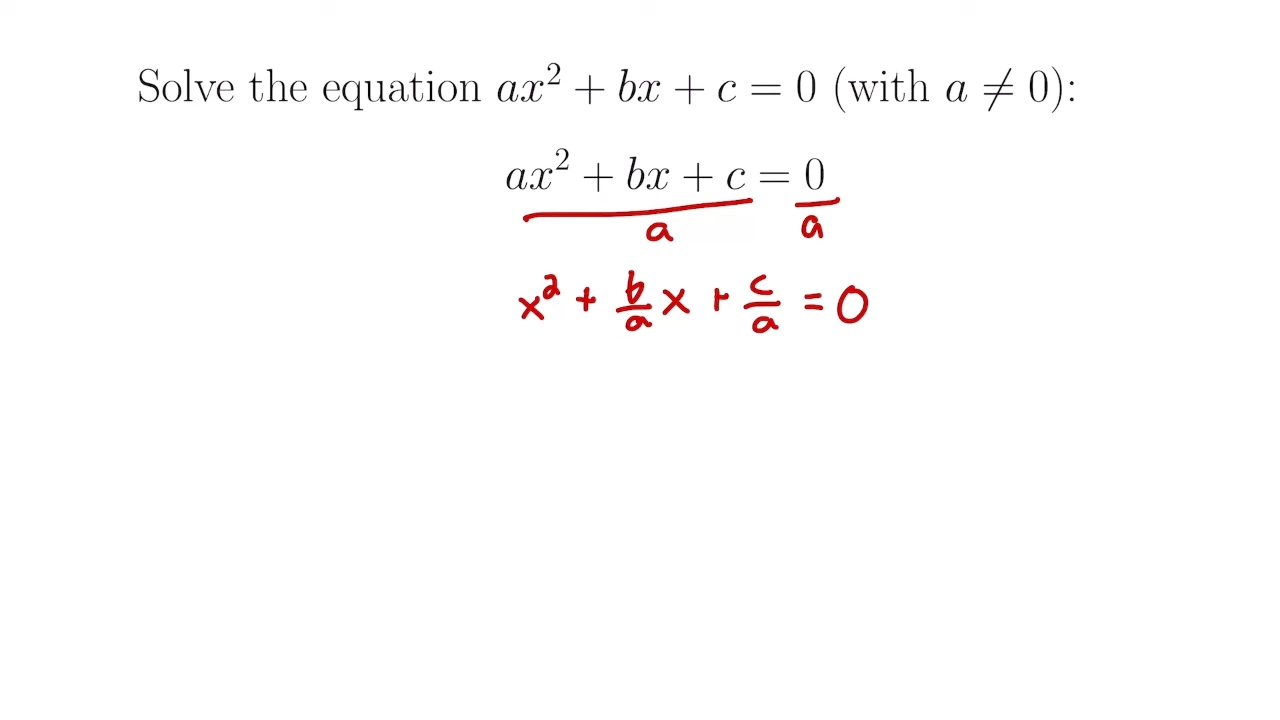 Solve the equation ax² + bx + c = 0 (with a ≠ 0):
ax² + bx + c = 0
a a
x² + b/a x + c/a = 0